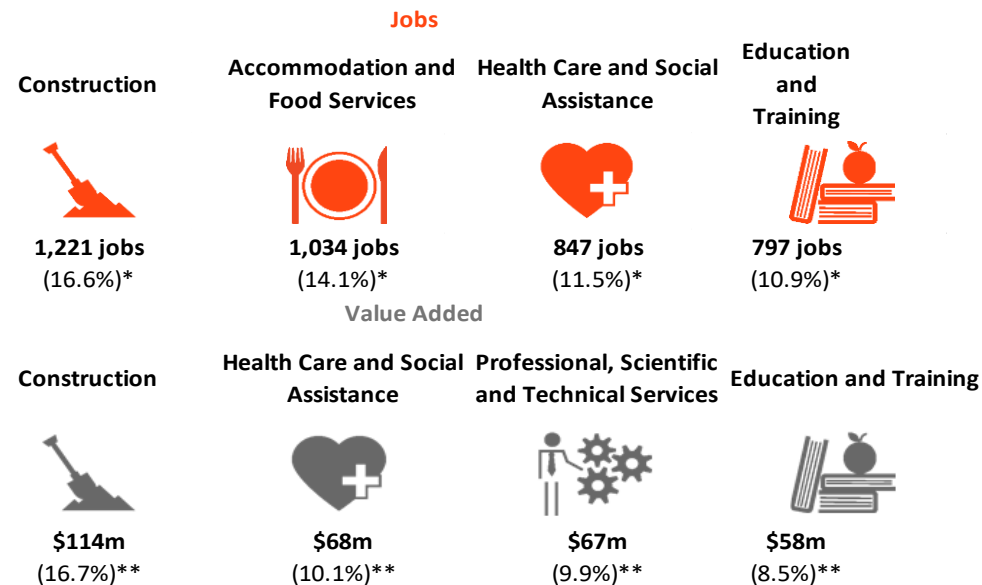 Jobs
Construction
Accommodation and
Food Services
Health Care and Social
Assistance
Education
and
Training
1,221 jobs
(16.6%)*
1,034 jobs
(14.1%)*
847 jobs
(11.5%)*
797 jobs
(10.9%)*
Value Added
Construction
Health Care and Social
Assistance
Professional, Scientific
and Technical Services
Education and Training
$114m
(16.7%)**
$68m
(10.1%)**
$67m
(9.9%)**
$58m
(8.5%)**